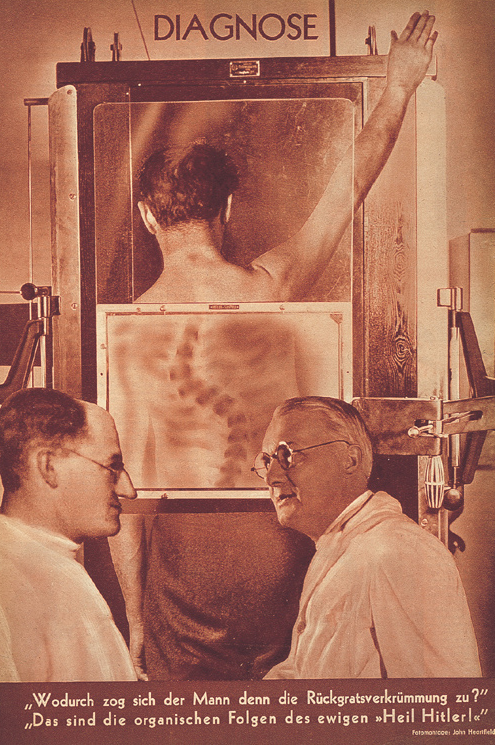 DIAGNOSE
„Wodurch zog sich der Mann denn die Rückgratsverkrümmung zu?"
„Das sind die organischen Folgen des ewigen »Heil Hitler!«"
Fotomontage: John Heartfield